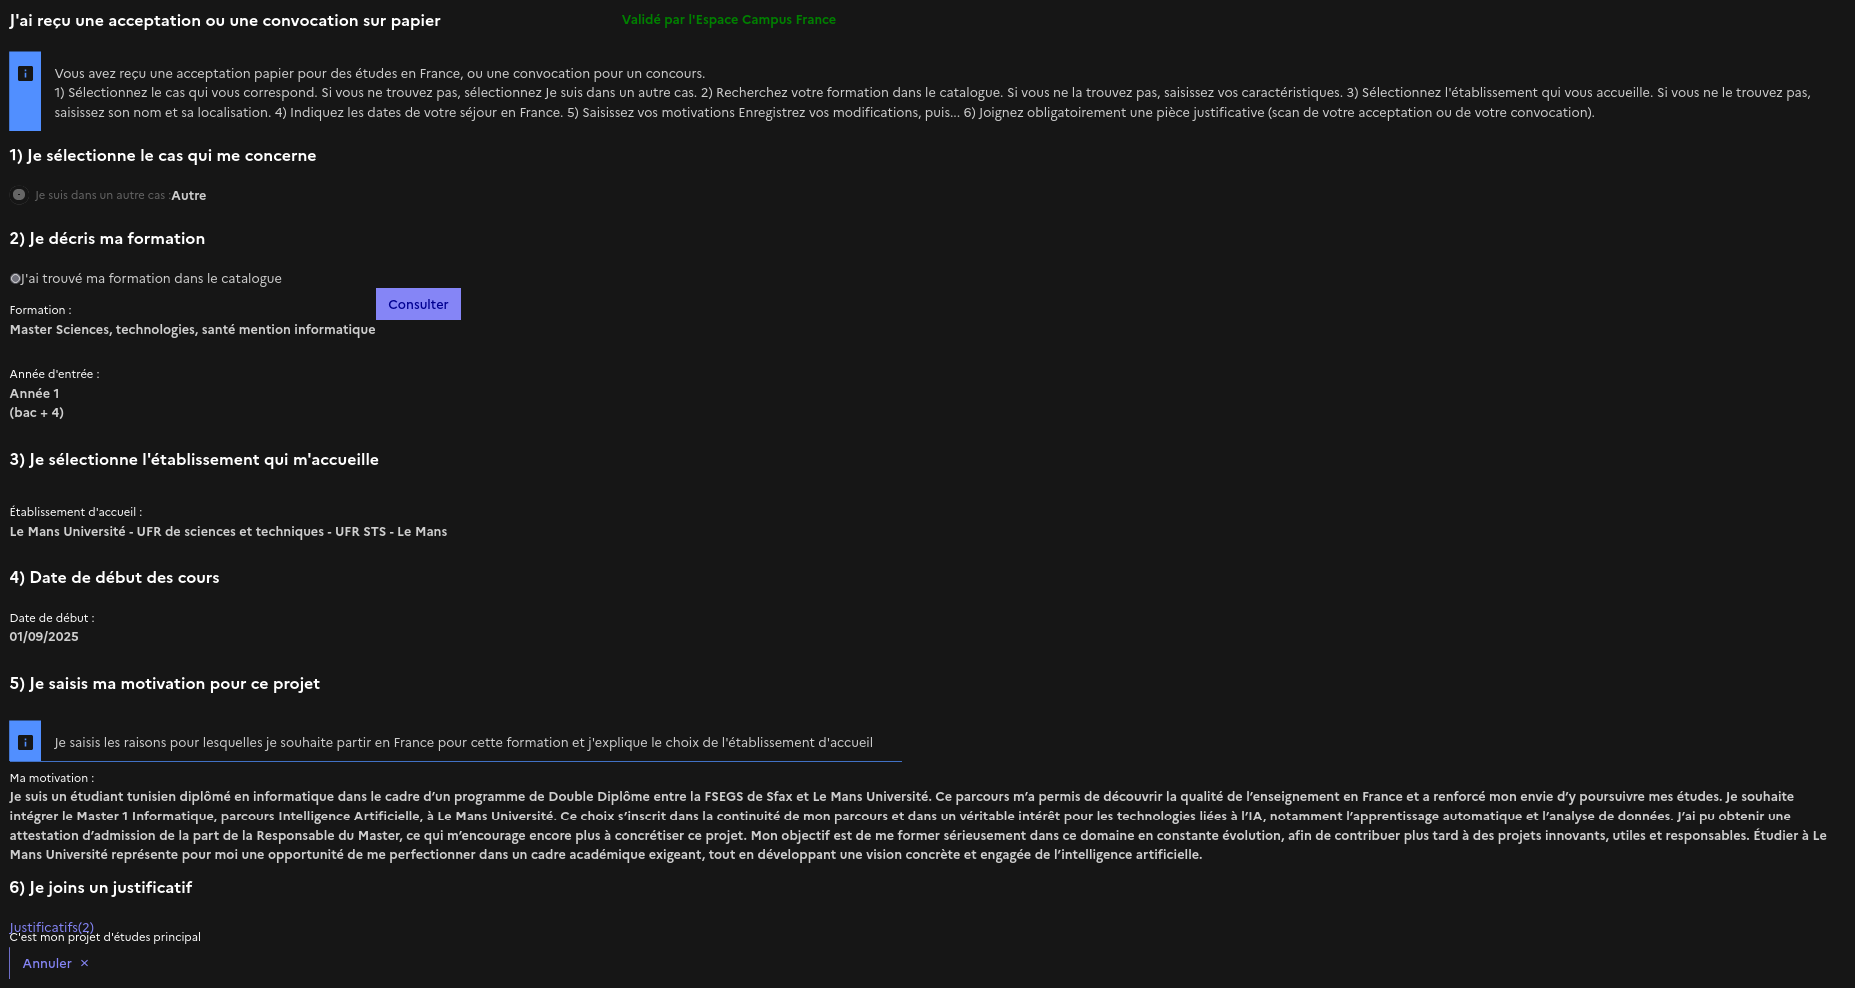 J'ai reçu une acceptation ou une convocation sur papier
Validé par l'Espace Campus France
Vous avez reçu une acceptation papier pour des études en France, ou une convocation pour un concours.
1) Sélectionnez le cas qui vous correspond. Si vous ne trouvez pas, sélectionnez Je suis dans un autre cas. 2) Recherchez votre formation dans le catalogue. Si vous ne la trouvez pas, saisissez vos caractéristiques. 3) Sélectionnez l'établissement qui vous accueille. Si vous ne le trouvez pas,
saisissez son nom et sa localisation. 4) Indiquez les dates de votre séjour en France. 5) Saisissez vos motivations Enregistrez vos modifications, puis... 6) Joignez obligatoirement une pièce justificative (scan de votre acceptation ou de votre convocation).
1) Je sélectionne le cas qui me concerne
Je suis dans un autre cas :Autre
2) Je décris ma formation
J'ai trouvé ma formation dans le catalogue
Consulter
Formation :
Master Sciences, technologies, santé mention informatique
Année d'entrée :
Année 1
(bac + 4)
3) Je sélectionne l'établissement qui m'accueille
Établissement d'accueil :
Le Mans Université - UFR de sciences et techniques - UFR STS - Le Mans
4) Date de début des cours
Date de début :
01/09/2025
5) Je saisis ma motivation pour ce projet
Je saisis les raisons pour lesquelles je souhaite partir en France pour cette formation et j'explique le choix de l'établissement d'accueil
Ma motivation :
Je suis un étudiant tunisien diplômé en informatique dans le cadre d’un programme de Double Diplôme entre la FSEGS de Sfax et Le Mans Université. Ce parcours m’a permis de découvrir la qualité de l’enseignement en France et a renforcé mon envie d’y poursuivre mes études. Je souhaite
intégrer le Master 1 Informatique, parcours Intelligence Artificielle, à Le Mans Université. Ce choix s’inscrit dans la continuité de mon parcours et dans un véritable intérêt pour les technologies liées à l’IA, notamment l’apprentissage automatique et l’analyse de données. J’ai pu obtenir une
attestation d’admission de la part de la Responsable du Master, ce qui m’encourage encore plus à concrétiser ce projet. Mon objectif est de me former sérieusement dans ce domaine en constante évolution, afin de contribuer plus tard à des projets innovants, utiles et responsables. Étudier à Le
Mans Université représente pour moi une opportunité de me perfectionner dans un cadre académique exigeant, tout en développant une vision concrète et engagée de l’intelligence artificielle.
6) Je joins un justificatif
Justificatifs(2)
C'est mon projet d'études principal
Annuler ×